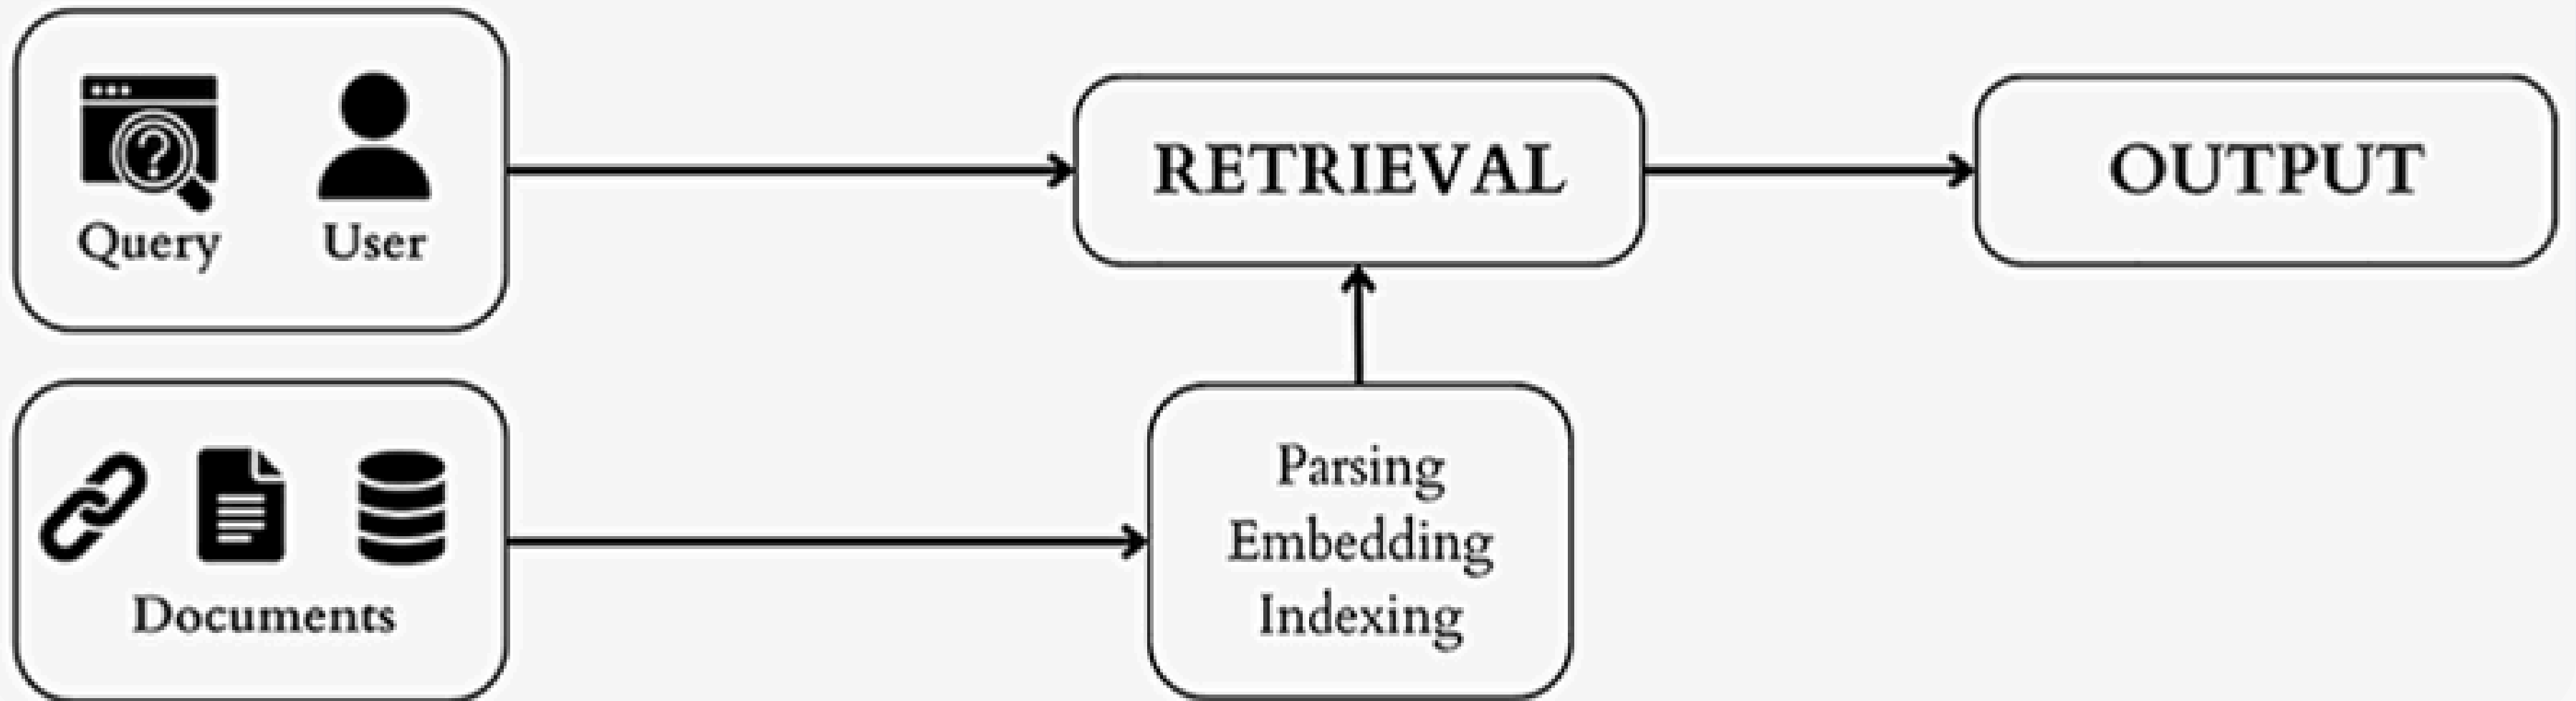 Query
User
RETRIEVAL
OUTPUT
Documents
Parsing
Embedding
Indexing